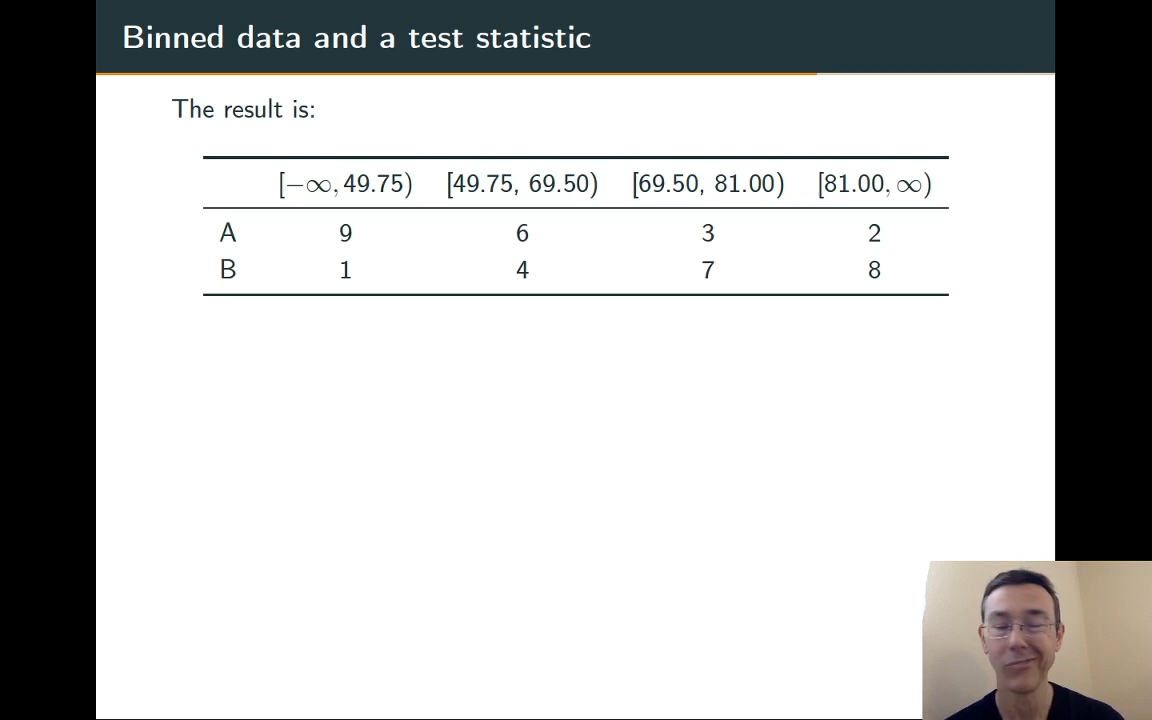 Binned data and a test statistic
The result is:
[−∞, 49.75) [49.75, 69.50) [69.50, 81.00) [81.00, ∞)
A 9 6 3 2
B 1 4 7 8